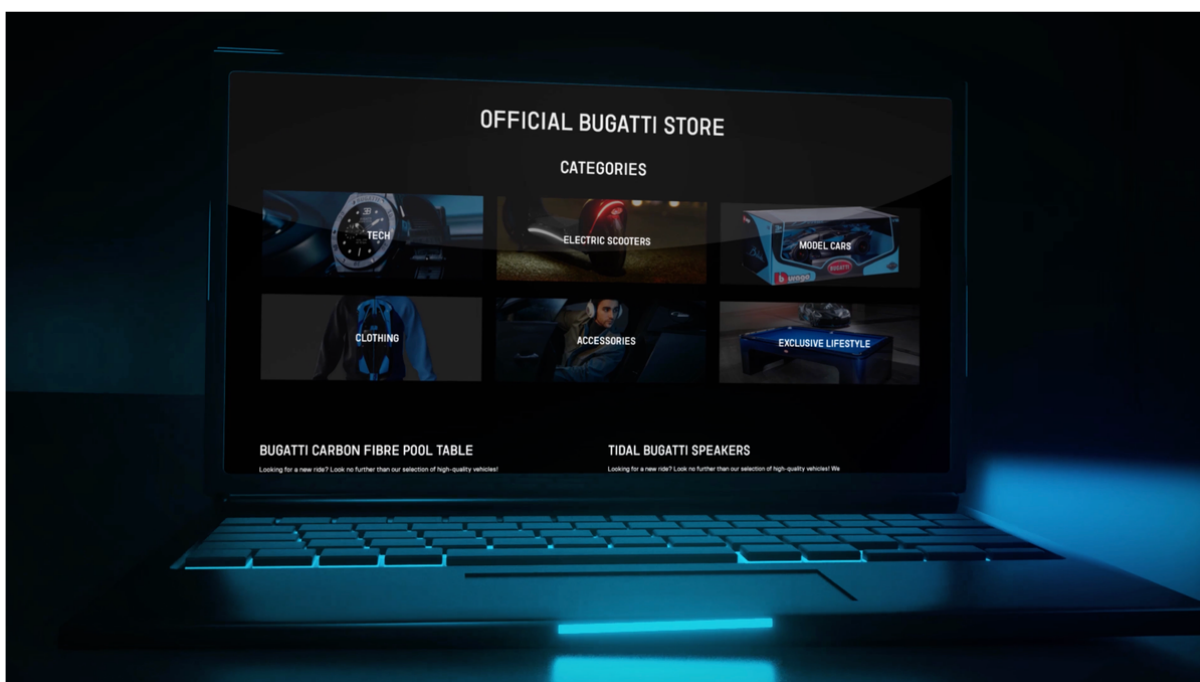 OFFICIAL BUGATTI STORE
CATEGORIES
TECH
ELECTRIC SCOOTERS
MODEL CARS
BUGATTI
burago
CLOTHING
ACCESSORIES
EXCLUSIVE LIFESTYLE
BUGATTI CARBON FIBRE POOL TABLE
TIDAL BUGATTI SPEAKERS
Looking for a new ride? Look no further than our selection of high-quality vehicles!
Looking for a new ride? Look no further than our selection of high-quality vehicles! We